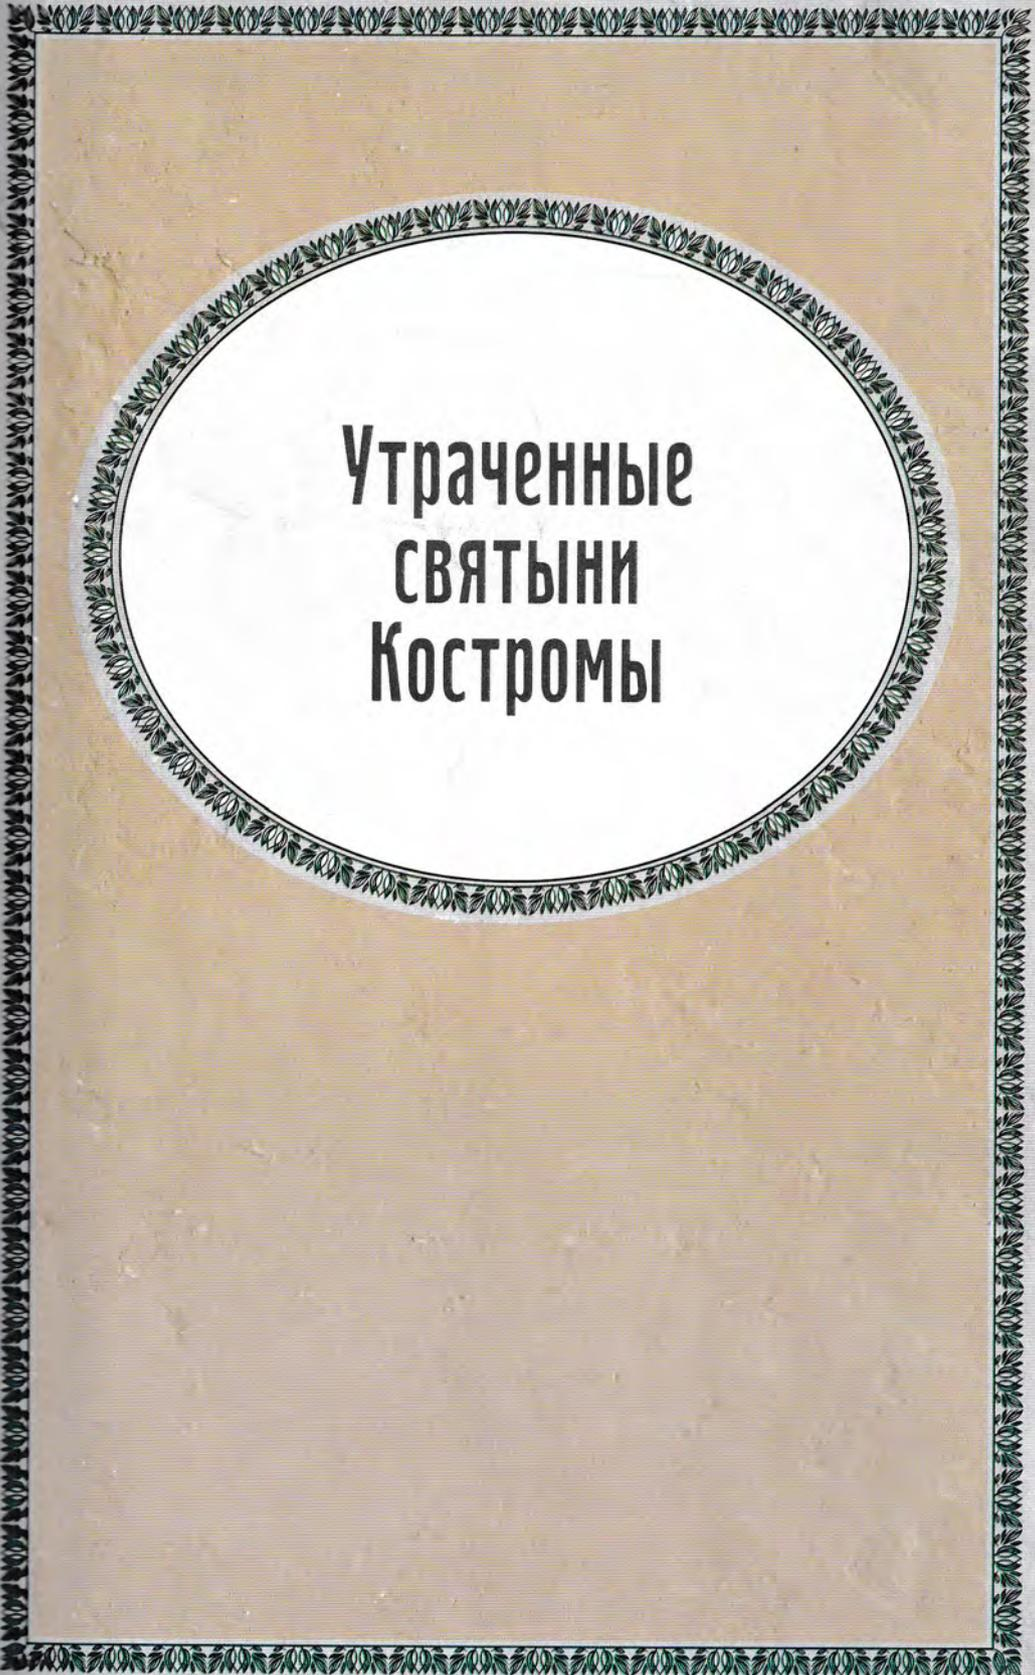 Утраченные
святыни
Костромы